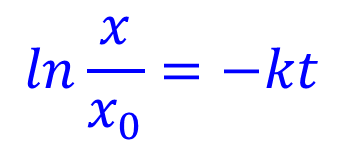 ln x/x₀ = −kt